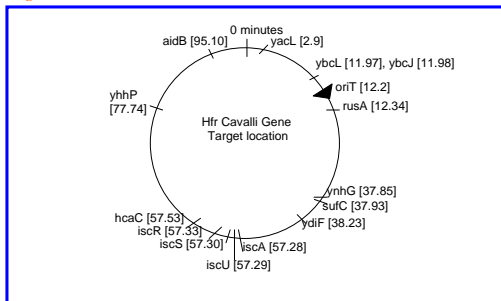 0 minutes
aidB [95.10]
yacL [2.9]
ybcL [11.97], ybcJ [11.98]
oriT [12.2]
rusA [12.34]
yhhP
[77.74]
Hfr Cavalli Gene
Target location
ynhG [37.85]
sufC [37.93]
ydiF [38.23]
hcaC [57.53]
iscR [57.33]
iscS [57.30]
iscA [57.28]
iscU [57.29]